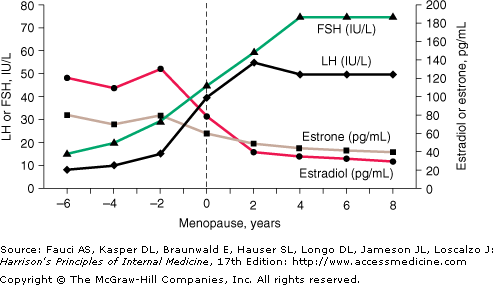 80
70
60
50
40
30
20
10
0
LH or FSH, IU/L
200
180
160
140
120
100
80
60
40
20
0
Estradiol or estrone, pg/mL
FSH (IU/L)
LH (IU/L)
Estrone (pg/mL)
Estradiol (pg/mL)
–6 –4 –2 0 2 4 6 8
Menopause, years
Source: Fauci AS, Kasper DL, Braunwald E, Hauser SL, Longo DL, Jameson JL, Loscalzo J:
Harrison's Principles of Internal Medicine, 17th Edition: http://www.accessmedicine.com
Copyright © The McGraw-Hill Companies, Inc. All rights reserved.